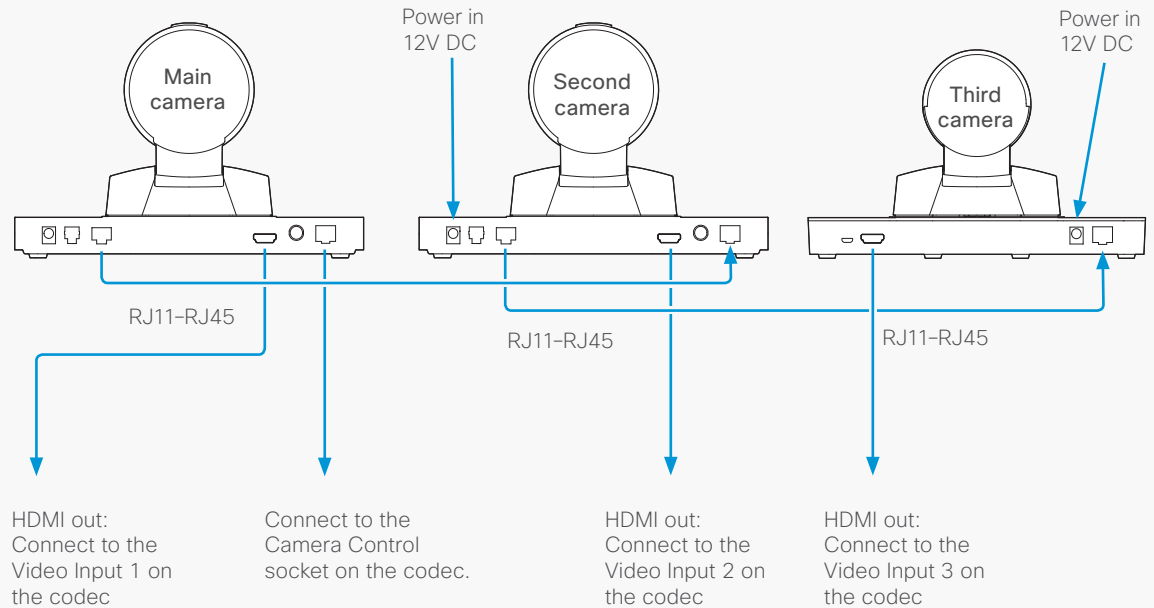 Power in
12V DC
Power in
12V DC
Main
camera
Second
camera
Third
camera
RJ11–RJ45
RJ11–RJ45
RJ11–RJ45
HDMI out:
Connect to the
Video Input 1 on
the codec
Connect to the
Camera Control
socket on the codec.
HDMI out:
Connect to the
Video Input 2 on
the codec
HDMI out:
Connect to the
Video Input 3 on
the codec